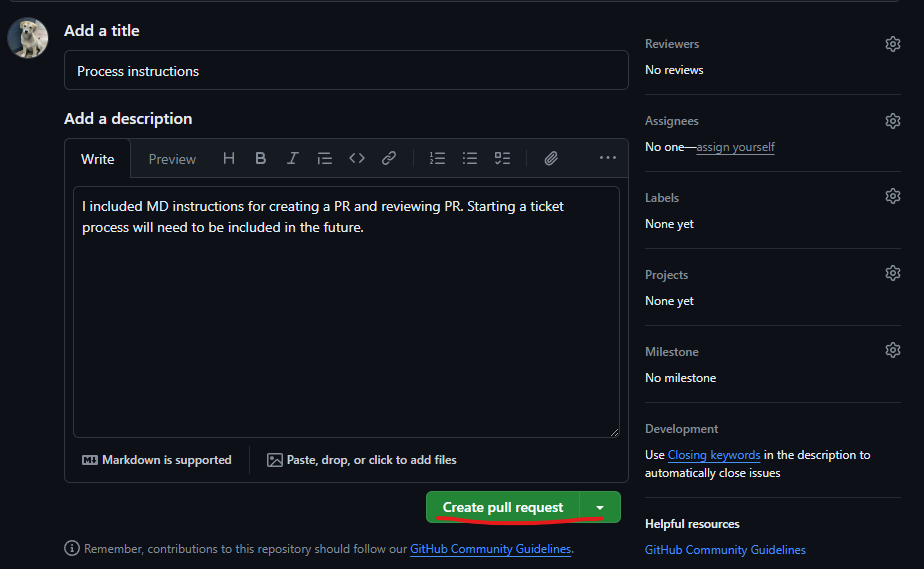 Add a title
Process instructions
Add a description
Write
Preview
I included MD instructions for creating a PR and reviewing PR. Starting a ticket
process will need to be included in the future.
Markdown is supported
Paste, drop, or click to add files
Create pull request
Remember, contributions to this repository should follow our GitHub Community Guidelines.
Reviewers
No reviews
Assignees
No one—assign yourself
Labels
None yet
Projects
None yet
Milestone
No milestone
Development
Use Closing keywords in the description to
automatically close issues
Helpful resources
GitHub Community Guidelines